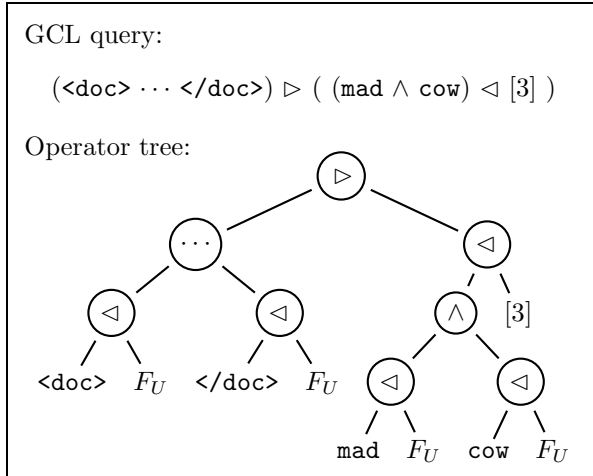 GCL query:
(<doc> ··· </doc>) ▷ ( (mad ∧ cow) ◁ [3] )
Operator tree:
▷
··· ◁
◁ ◁ ∧ [3]
<doc> F_U </doc> F_U ◁ ◁
mad F_U cow F_U